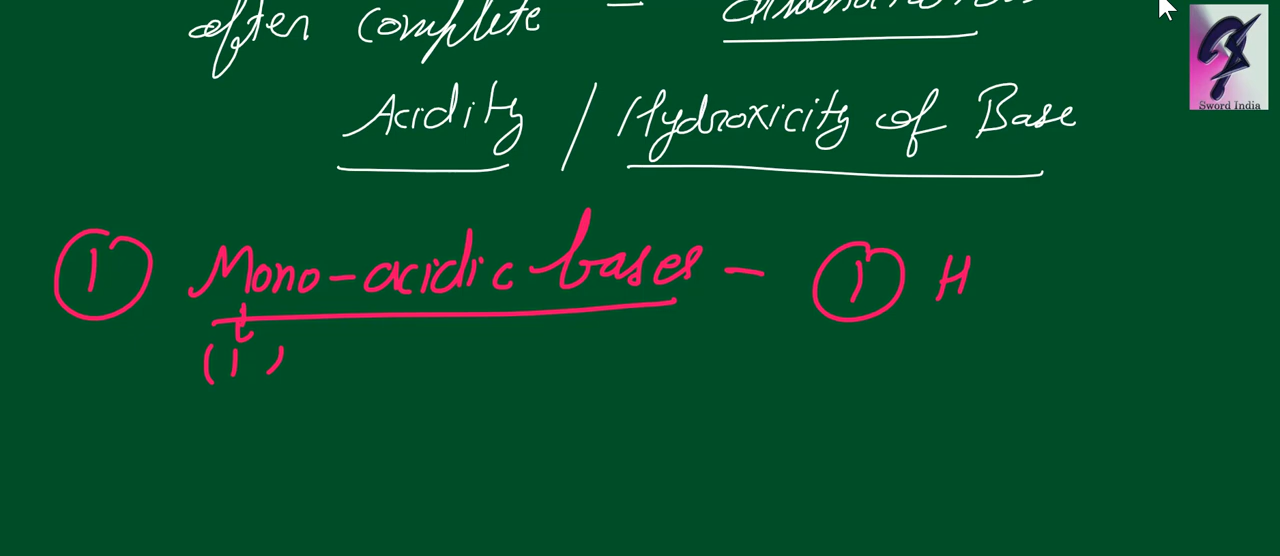 often complete –
Acidity / Hydroxicity of Base
① Mono-acidic bases – ① H
(1)
Sword India